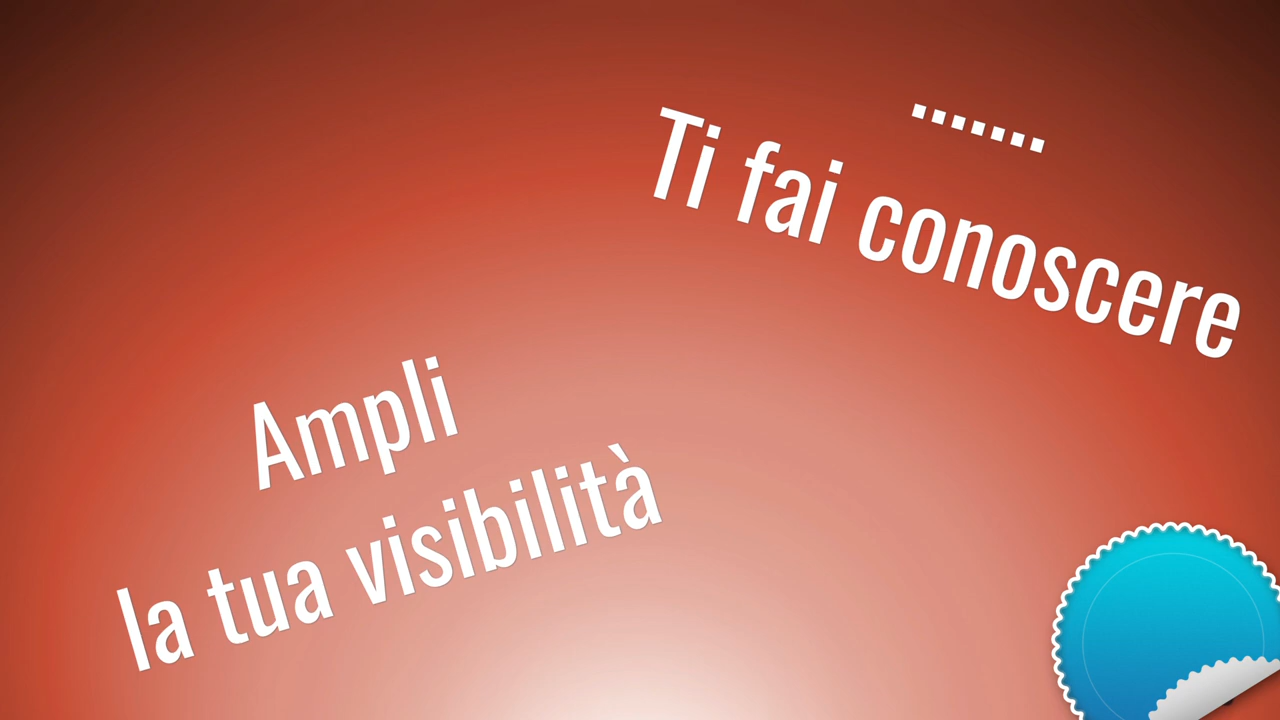 .......
Ti fai conoscere
Ampli
la tua visibilità